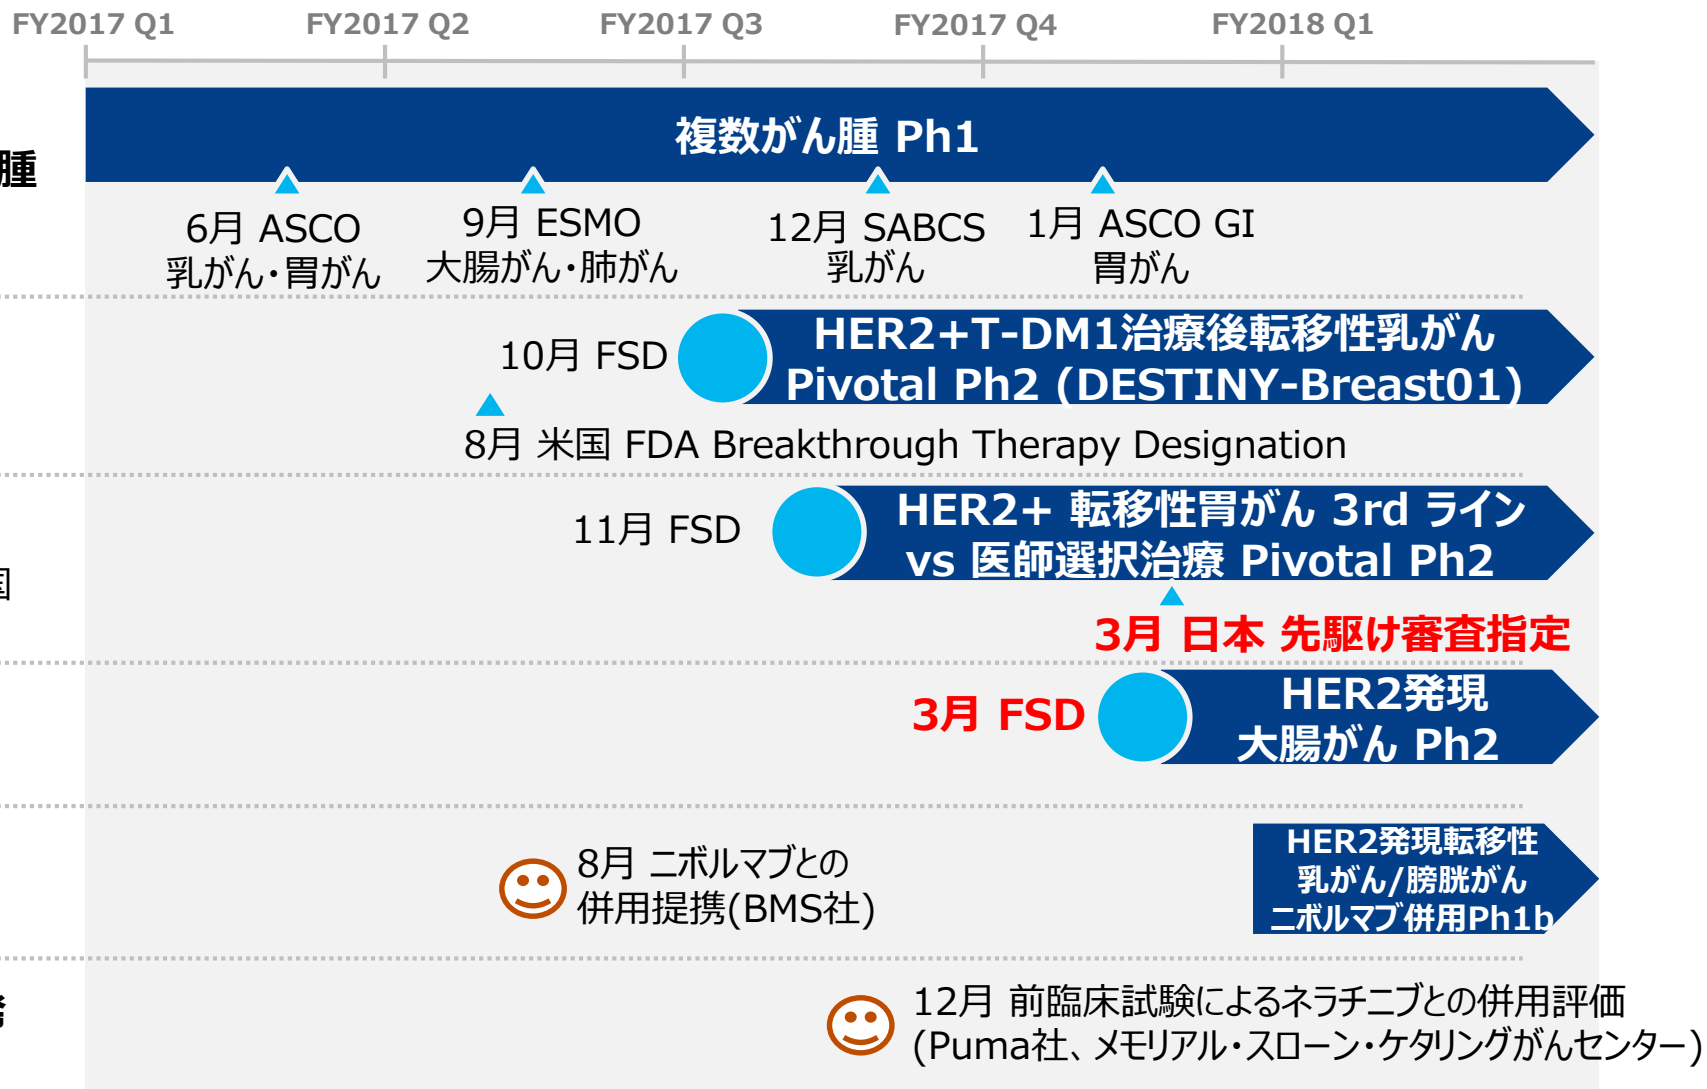 FY2017 Q1
FY2017 Q2
FY2017 Q3
FY2017 Q4
FY2018 Q1
腫
複数がん腫 Ph1
6月 ASCO
乳がん・胃がん
9月 ESMO
大腸がん・肺がん
12月 SABCS
乳がん
1月 ASCO GI
胃がん
10月 FSD
HER2+T-DM1治療後転移性乳がん
Pivotal Ph2 (DESTINY-Breast01)
8月 米国 FDA Breakthrough Therapy Designation
11月 FSD
HER2+ 転移性胃がん 3rd ライン
vs 医師選択治療 Pivotal Ph2
国
3月 日本 先駆け審査指定
3月 FSD
HER2発現
大腸がん Ph2
8月 ニボルマブとの
併用提携(BMS社)
HER2発現転移性
乳がん/膀胱がん
ニボルマブ併用Ph1b
12月 前臨床試験によるネラチニブとの併用評価
(Puma社、メモリアル・スローン・ケタリングがんセンター)